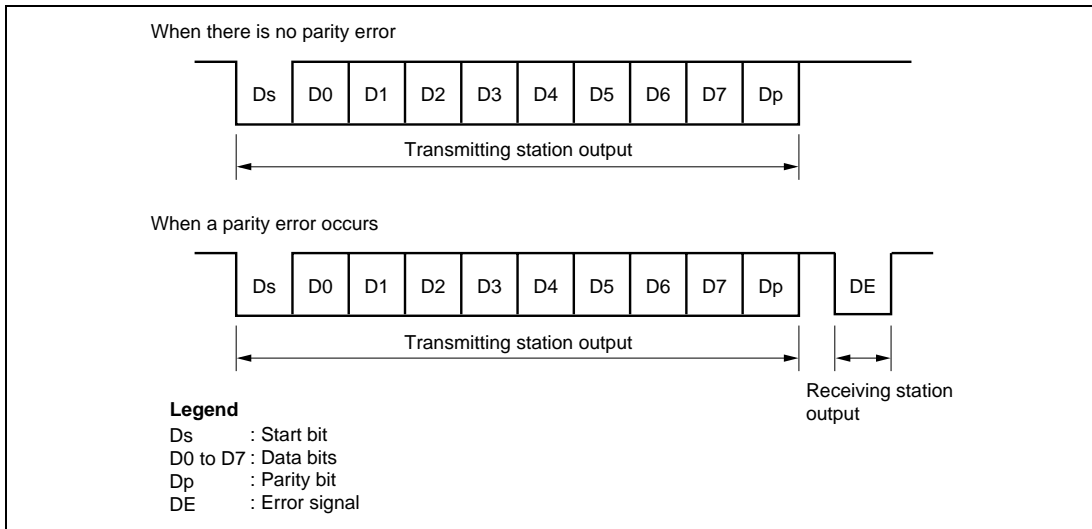 When there is no parity error
Ds D0 D1 D2 D3 D4 D5 D6 D7 Dp
Transmitting station output
When a parity error occurs
Ds D0 D1 D2 D3 D4 D5 D6 D7 Dp DE
Transmitting station output
Receiving station
output
Legend
Ds : Start bit
D0 to D7 : Data bits
Dp : Parity bit
DE : Error signal